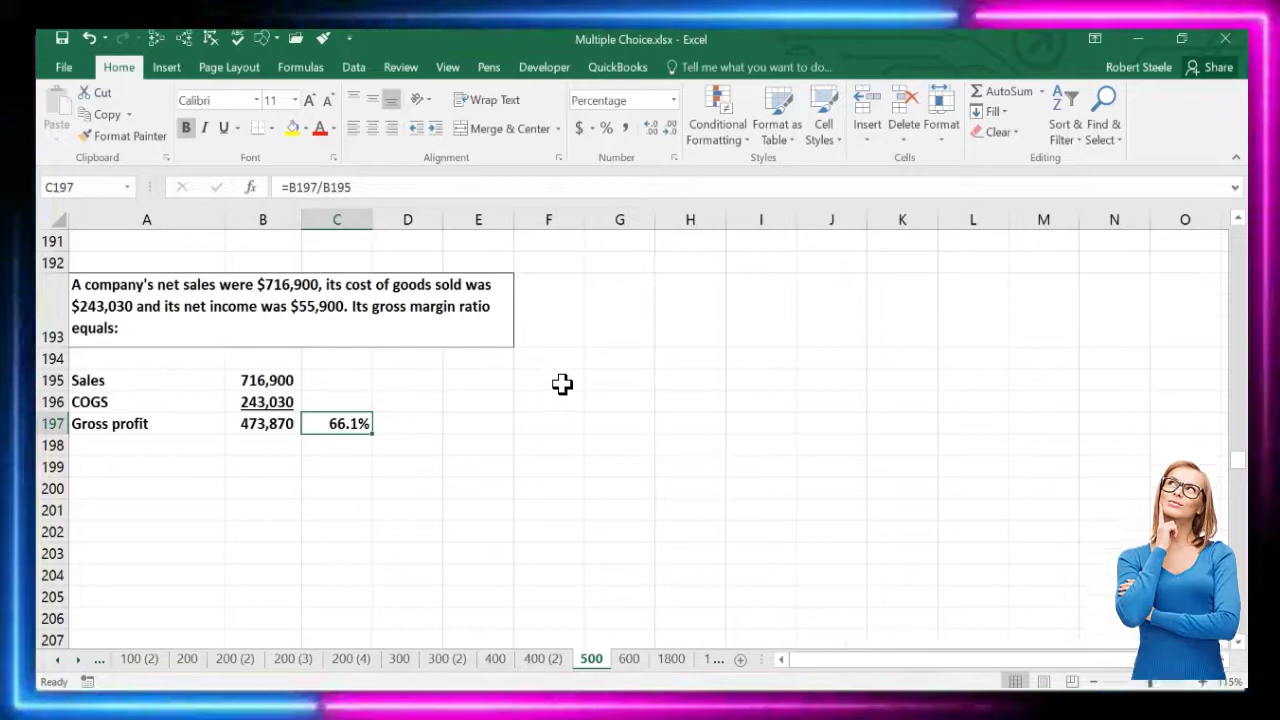 Multiple Choice.xlsx - Excel
File Home Insert Page Layout Formulas Data Review View Pens Developer QuickBooks Tell me what you want to do... Robert Steele Share
Paste
Cut
Copy
Format Painter
Clipboard
Calibri 11
B I U
Font
Wrap Text
Merge & Center
Alignment
Percentage
$ % ,
Number
Conditional Formatting
Format as Table
Cell Styles
Styles
Insert Delete Format
Cells
AutoSum
Fill
Clear
Sort & Filter
Find & Select
Editing
C197 fx =B197/B195
A B C D E F G H I J K L M N O
191
192
193 A company's net sales were $716,900, its cost of goods sold was
$243,030 and its net income was $55,900. Its gross margin ratio
equals:
194
195 Sales 716,900
196 COGS 243,030
197 Gross profit 473,870 66.1%
198
199
200
201
202
203
204
205
206
207
... 100 (2) 200 200 (2) 200 (3) 200 (4) 300 300 (2) 400 400 (2) 500 600 1800 1 ...
Ready